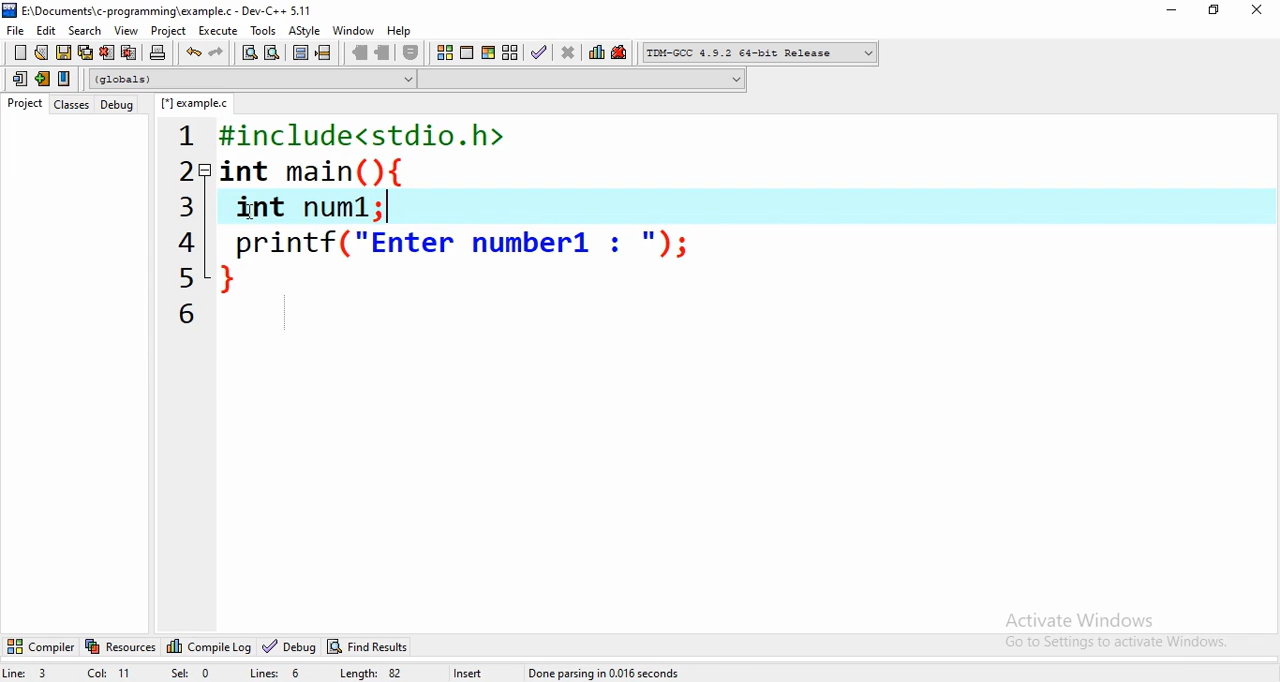 E:\Documents\c-programming\example.c - Dev-C++ 5.11
File Edit Search View Project Execute Tools AStyle Window Help
TDM-GCC 4.9.2 64-bit Release
(globals)
Project Classes Debug [*] example.c
1 #include<stdio.h>
2 int main(){
3 int num1;
4 printf("Enter number1 : ");
5 }
6
Activate Windows
Go to Settings to activate Windows.
Compiler Resources Compile Log Debug Find Results
Line: 3 Col: 11 Sel: 0 Lines: 6 Length: 82 Insert Done parsing in 0.016 seconds